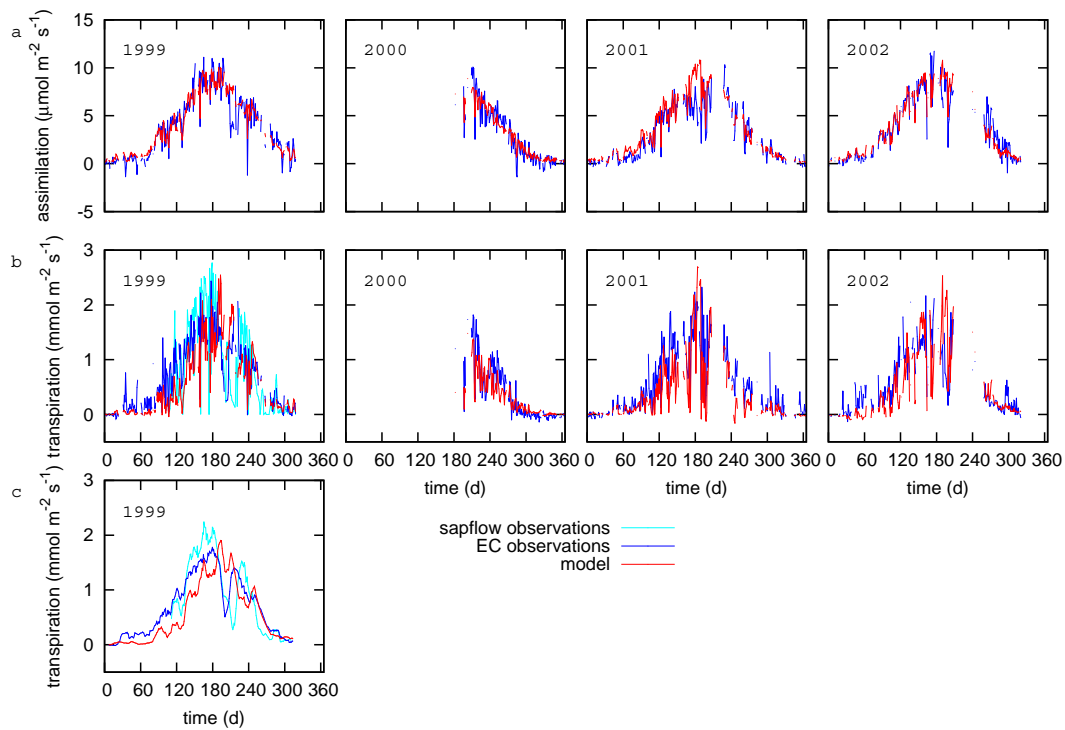 a
assimilation (μmol m-2 s-1)
15
10
5
0
-5
1999
2000
2001
2002
b
transpiration (mmol m-2 s-1)
3
2
1
0
1999
2000
2001
2002
0 60 120 180 240 300 360
0 60 120 180 240 300 360
0 60 120 180 240 300 360
0 60 120 180 240 300 360
time (d)
time (d)
time (d)
c
transpiration (mmol m-2 s-1)
3
2
1
0
1999
0 60 120 180 240 300 360
time (d)
sapflow observations
EC observations
model